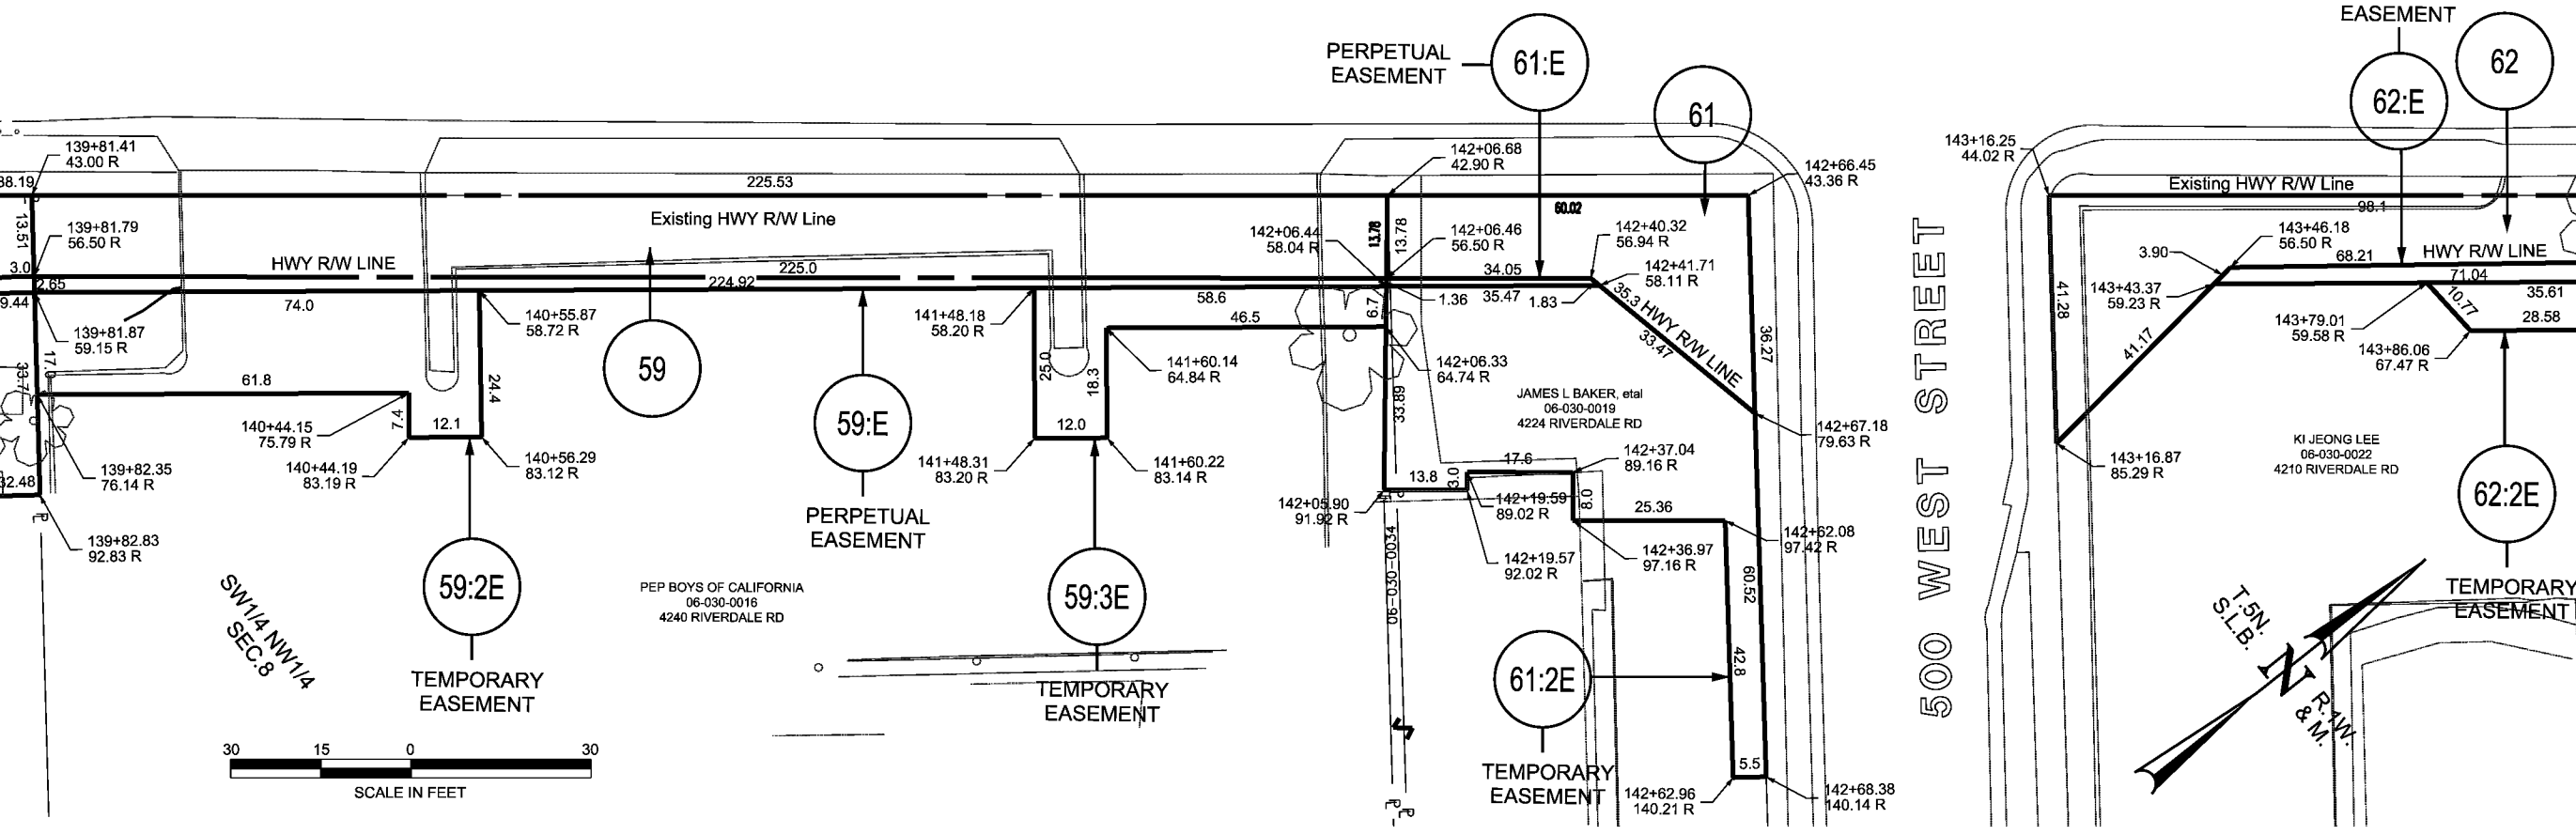 EASEMENT
62
62:E
PERPETUAL
EASEMENT
61:E
61
139+81.41
43.00 R
38.19
225.53
142+06.68
42.90 R
142+66.45
43.36 R
143+16.25
44.02 R
Existing HWY R/W Line
Existing HWY R/W Line
98.1
60.02
13.51
139+81.79
56.50 R
142+06.44
58.04 R
13.78
13.78
142+06.46
56.50 R
142+40.32
56.94 R
143+46.18
56.50 R
3.90
68.21
HWY R/W LINE
3.0
HWY R/W LINE
225.0
34.05
142+41.71
58.11 R
71.04
2.65
224.92
9.44
74.0
58.6
6.7
1.36
35.47
1.83
35.3 HWY R/W LINE
33.47
41.28
143+43.37
59.23 R
10.77
35.61
139+81.87
59.15 R
140+55.87
58.72 R
141+48.18
58.20 R
46.5
143+79.01
59.58 R
28.58
59
17.0
33.7
61.8
24.4
25.0
18.3
141+60.14
64.84 R
142+06.33
64.74 R
36.27
41.17
143+86.06
67.47 R
59:E
7.4
12.1
12.0
33.89
JAMES L BAKER, etal
06-030-0019
4224 RIVERDALE RD
140+44.15
75.79 R
142+67.18
79.63 R
KI JEONG LEE
06-030-0022
4210 RIVERDALE RD
139+82.35
76.14 R
140+44.19
83.19 R
140+56.29
83.12 R
141+48.31
83.20 R
141+60.22
83.14 R
142+37.04
89.16 R
143+16.87
85.29 R
32.48
13.8
3.0
17.6
8.0
142+05.90
91.92 R
142+19.59
89.02 R
25.36
62:2E
PL
139+82.83
92.83 R
PERPETUAL
EASEMENT
142+19.57
92.02 R
142+36.97
97.16 R
142+62.08
97.42 R
06-030-0034
60.52
500 WEST STREET
SW1/4 NW1/4
SEC.8
59:2E
PEP BOYS OF CALIFORNIA
06-030-0016
4240 RIVERDALE RD
59:3E
T.5N.
S.L.B.
N
R.1W.
& M.
TEMPORARY
EASEMENT
42.8
61:2E
TEMPORARY
EASEMENT
TEMPORARY
EASEMENT
30 15 0 30
SCALE IN FEET
TEMPORARY
EASEMENT
5.5
142+62.96
140.21 R
142+68.38
140.14 R
PL
PL